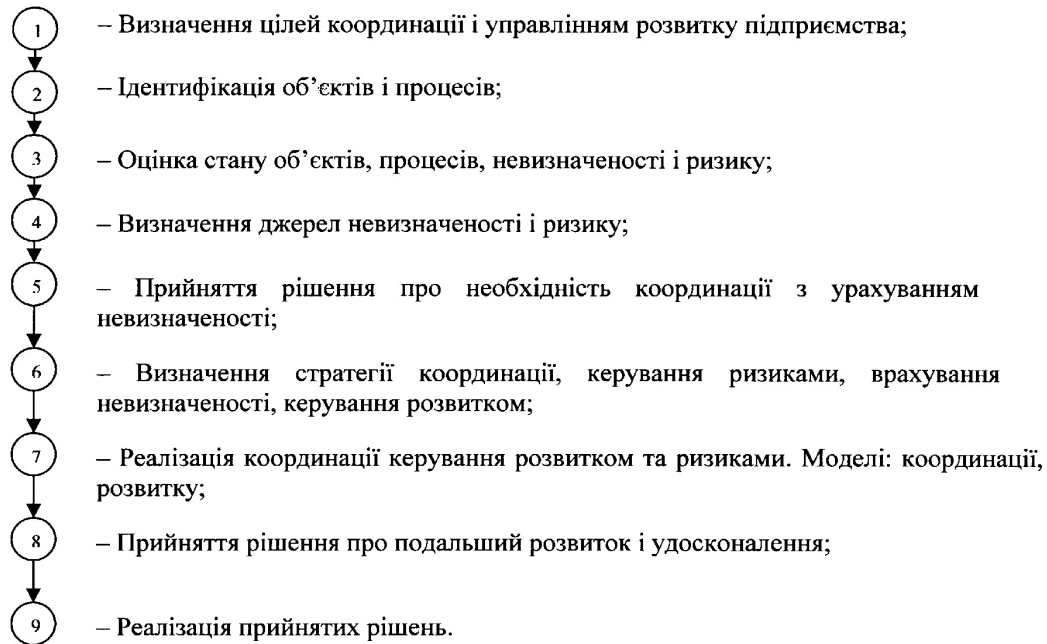 1 – Визначення цілей координації і управлінням розвитку підприємства;
2 – Ідентифікація об’єктів і процесів;
3 – Оцінка стану об’єктів, процесів, невизначеності і ризику;
4 – Визначення джерел невизначеності і ризику;
5 – Прийняття рішення про необхідність координації з урахуванням
невизначеності;
6 – Визначення стратегії координації, керування ризиками, врахування
невизначеності, керування розвитком;
7 – Реалізація координації керування розвитком та ризиками. Моделі: координації,
розвитку;
8 – Прийняття рішення про подальший розвиток і удосконалення;
9 – Реалізація прийнятих рішень.